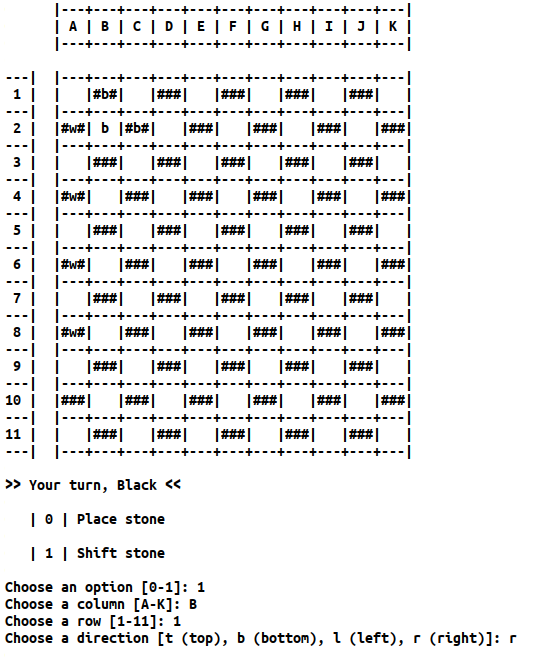 |---+---+---+---+---+---+---+---+---+---+---|
| A | B | C | D | E | F | G | H | I | J | K |
|---+---+---+---+---+---+---+---+---+---+---|
---|  |---+---+---+---+---+---+---+---+---+---+---|
 1 |  |   |#b#|   |###|   |###|   |###|   |###|   |
---|  |---+---+---+---+---+---+---+---+---+---+---|
 2 |  |#w#| b |#b#|   |###|   |###|   |###|   |###|
---|  |---+---+---+---+---+---+---+---+---+---+---|
 3 |  |   |###|   |###|   |###|   |###|   |###|   |
---|  |---+---+---+---+---+---+---+---+---+---+---|
 4 |  |#w#|   |###|   |###|   |###|   |###|   |###|
---|  |---+---+---+---+---+---+---+---+---+---+---|
 5 |  |   |###|   |###|   |###|   |###|   |###|   |
---|  |---+---+---+---+---+---+---+---+---+---+---|
 6 |  |#w#|   |###|   |###|   |###|   |###|   |###|
---|  |---+---+---+---+---+---+---+---+---+---+---|
 7 |  |   |###|   |###|   |###|   |###|   |###|   |
---|  |---+---+---+---+---+---+---+---+---+---+---|
 8 |  |#w#|   |###|   |###|   |###|   |###|   |###|
---|  |---+---+---+---+---+---+---+---+---+---+---|
 9 |  |   |###|   |###|   |###|   |###|   |###|   |
---|  |---+---+---+---+---+---+---+---+---+---+---|
10 |  |###|   |###|   |###|   |###|   |###|   |###|
---|  |---+---+---+---+---+---+---+---+---+---+---|
11 |  |   |###|   |###|   |###|   |###|   |###|   |
---|  |---+---+---+---+---+---+---+---+---+---+---|
>> Your turn, Black <<
| 0 | Place stone
| 1 | Shift stone
Choose an option [0-1]: 1
Choose a column [A-K]: B
Choose a row [1-11]: 1
Choose a direction [t (top), b (bottom), l (left), r (right)]: r